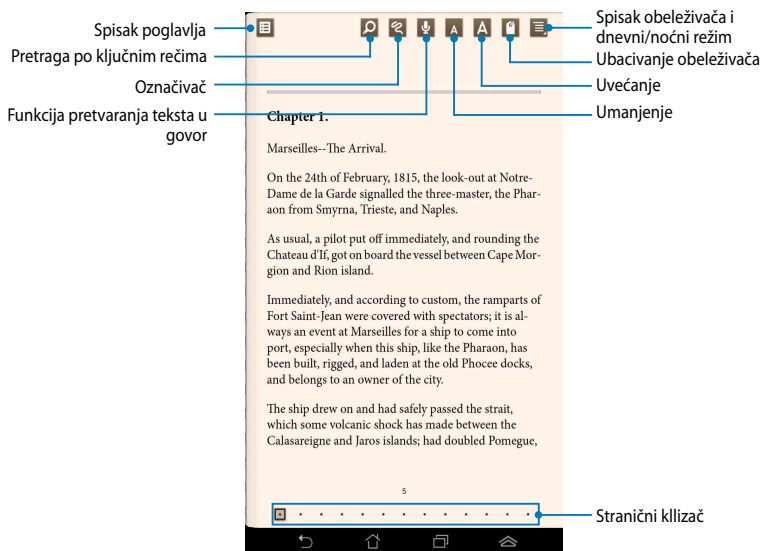 Spisak poglavlja
Pretraga po ključnim rečima
Označivač
Funkcija pretvaranja teksta u
govor
Spisak obeleživača i
dnevni/noćni režim
Ubacivanje obeleživača
Uvećanje
Umanjenje
A
A
Chapter 1.
Marseilles--The Arrival.
On the 24th of February, 1815, the look-out at Notre-
Dame de la Garde signalled the three-master, the Phar-
aon from Smyrna, Trieste, and Naples.
As usual, a pilot put off immediately, and rounding the
Chateau d'If, got on board the vessel between Cape Mor-
gion and Rion island.
Immediately, and according to custom, the ramparts of
Fort Saint-Jean were covered with spectators; it is al-
ways an event at Marseilles for a ship to come into
port, especially when this ship, like the Pharaon, has
been built, rigged, and laden at the old Phocee docks,
and belongs to an owner of the city.
The ship drew on and had safely passed the strait,
which some volcanic shock has made between the
Calasareigne and Jaros islands; had doubled Pomegue,
5
Stranični kllizač